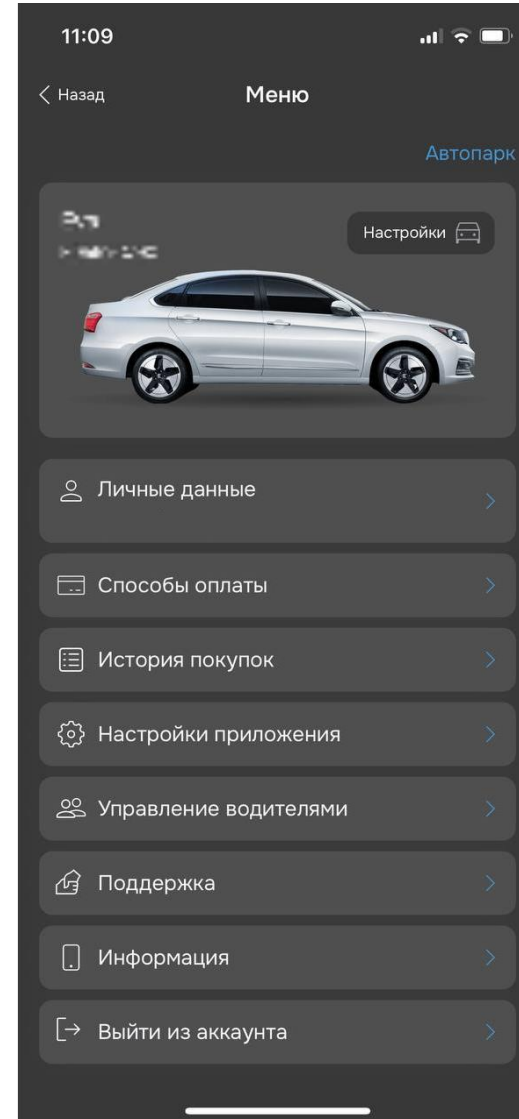 11:09
Назад
Меню
Автопарк
Настройки
Личные данные
Способы оплаты
История покупок
Настройки приложения
Управление водителями
Поддержка
Информация
Выйти из аккаунта